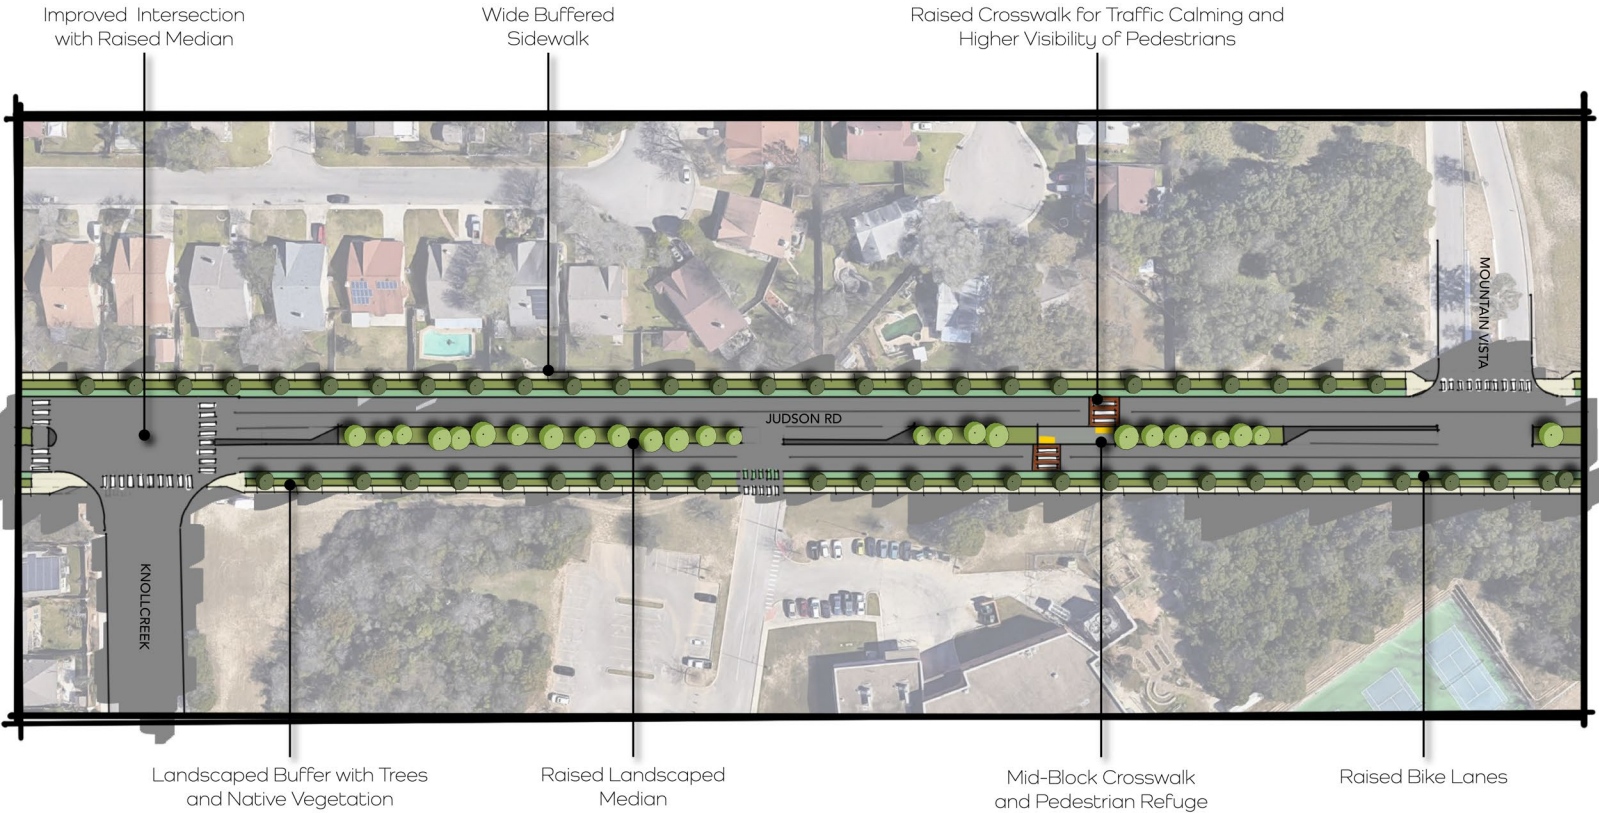 Improved Intersection
with Raised Median
Wide Buffered
Sidewalk
Raised Crosswalk for Traffic Calming and
Higher Visibility of Pedestrians
MOUNTAIN VISTA
JUDSON RD
KNOLLCREEK
Landscaped Buffer with Trees
and Native Vegetation
Raised Landscaped
Median
Mid-Block Crosswalk
and Pedestrian Refuge
Raised Bike Lanes